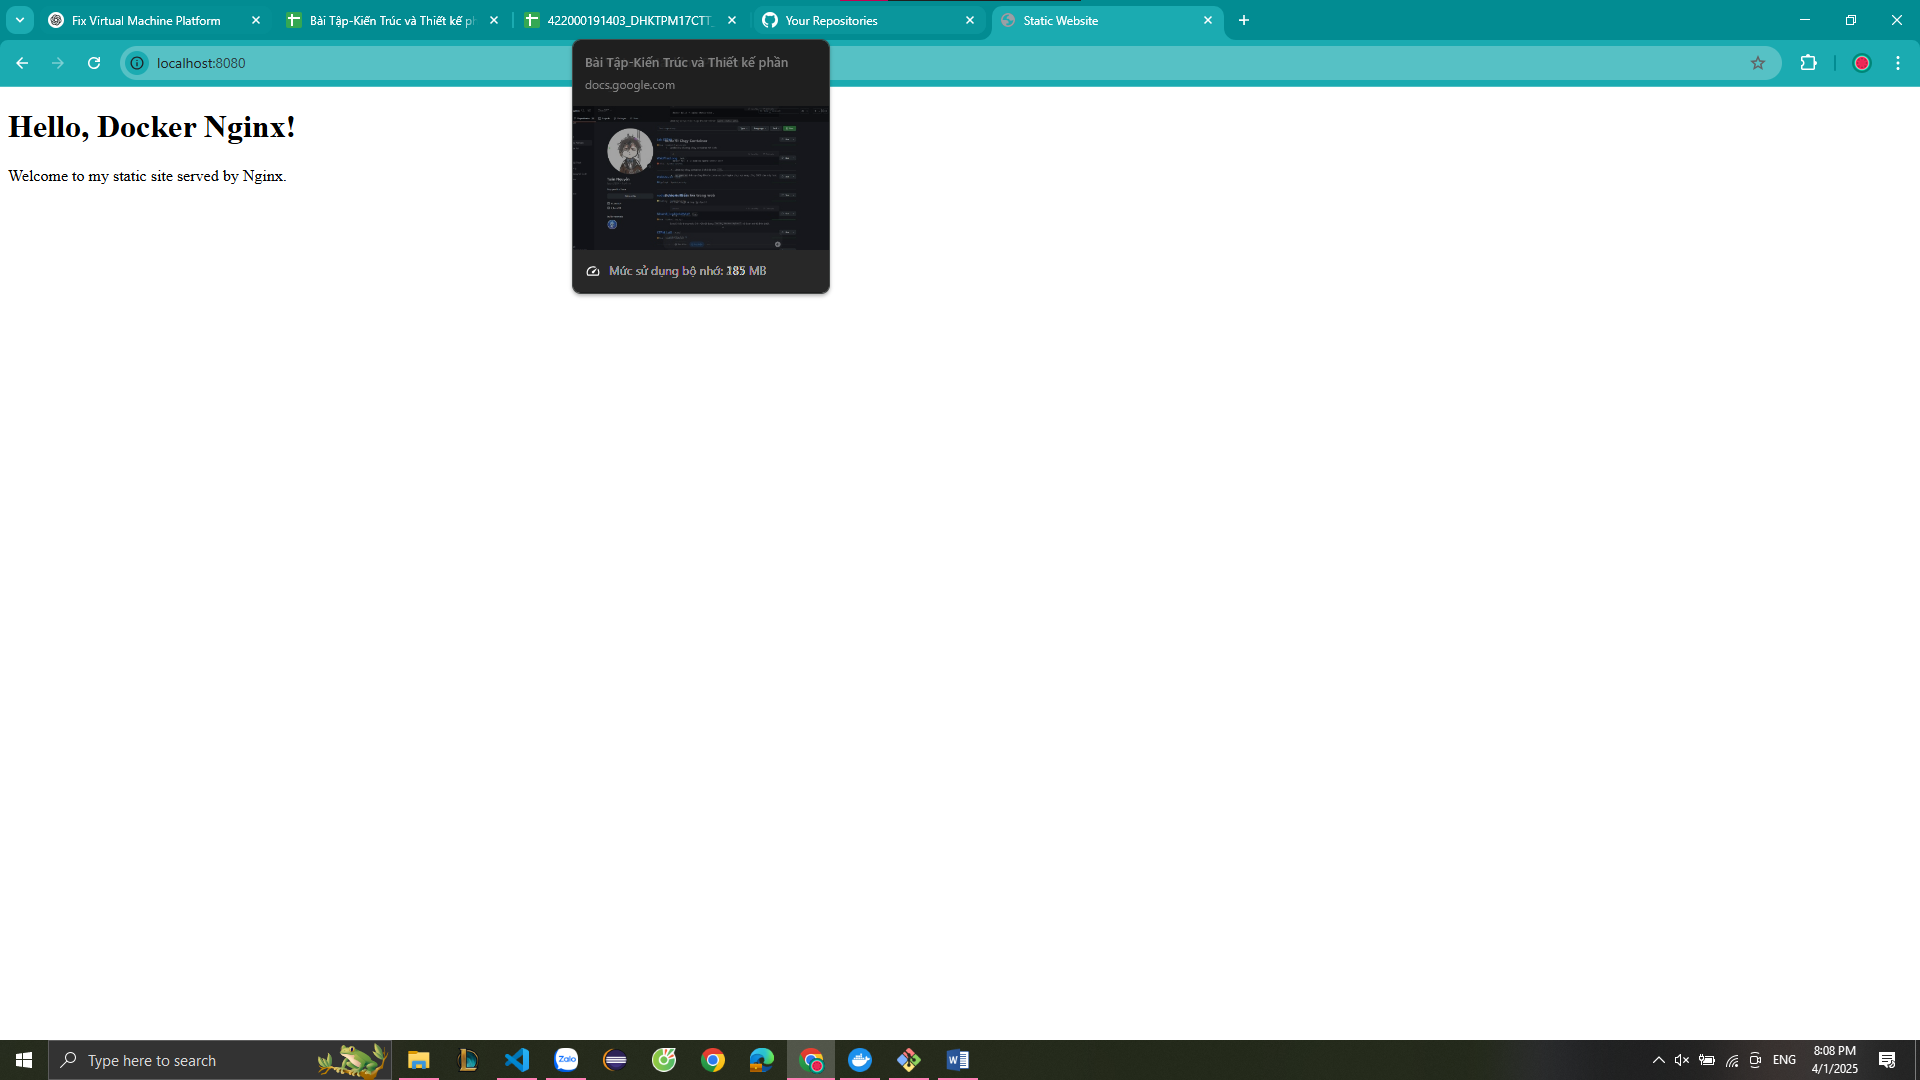 Fix Virtual Machine Platform
Bài Tập-Kiến Trúc và Thiết kế ph
422000191403_DHKTPM17CTT_
Your Repositories
Static Website
localhost:8080
Bài Tập-Kiến Trúc và Thiết kế phần
docs.google.com
Mức sử dụng bộ nhớ: 185 MB
Hello, Docker Nginx!
Welcome to my static site served by Nginx.
Type here to search
Zalo
ENG
8:08 PM
4/1/2025